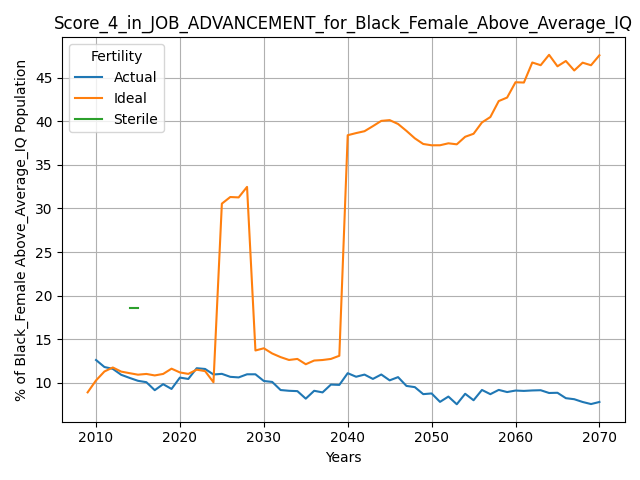 Score_4_in_JOB_ADVANCEMENT_for_Black_Female_Above_Average_IQ
Fertility
Actual
Ideal
Sterile
% of Black_Female Above_Average_IQ Population
45
40
35
30
25
20
15
10
2010 2020 2030 2040 2050 2060 2070
Years